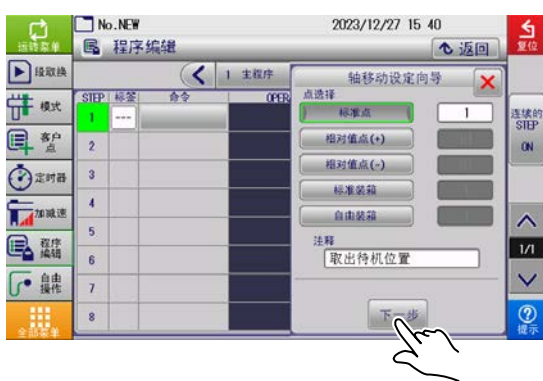 No.NEW 2023/12/27 15 40
运转菜单
程序编辑
返回
复位
段取换
1 主程序
STEP 标签 命令 OPER
1 ---
2
3
4
5
6
7
8
模式
客户点
定时器
加减速
程序编辑
自由操作
全部菜单
轴移动设定向导
点选择
标准点 1
相对值点(+)
相对值点(-)
标准装箱
自由装箱
注释
取出待机位置
下一步
连续的
STEP
ON
1/1
提示